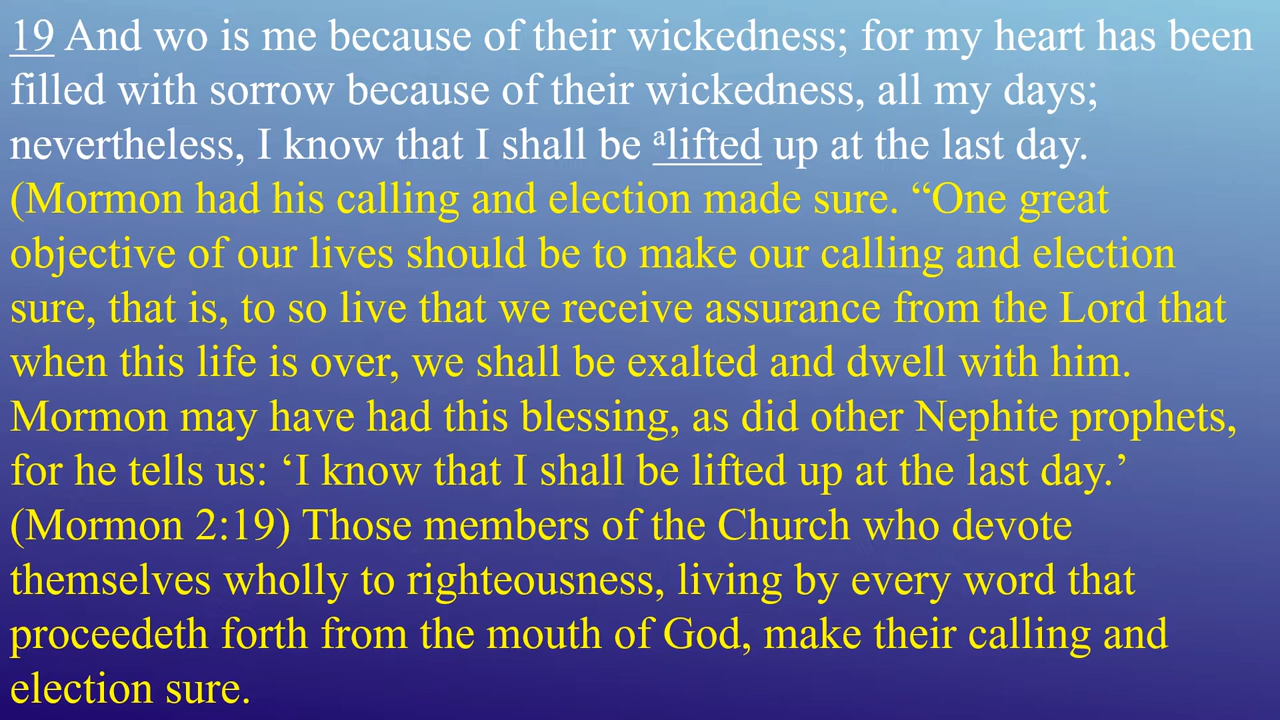 19 And wo is me because of their wickedness; for my heart has been
filled with sorrow because of their wickedness, all my days;
nevertheless, I know that I shall be alifted up at the last day.
(Mormon had his calling and election made sure. “One great
objective of our lives should be to make our calling and election
sure, that is, to so live that we receive assurance from the Lord that
when this life is over, we shall be exalted and dwell with him.
Mormon may have had this blessing, as did other Nephite prophets,
for he tells us: ‘I know that I shall be lifted up at the last day.’
(Mormon 2:19) Those members of the Church who devote
themselves wholly to righteousness, living by every word that
proceedeth forth from the mouth of God, make their calling and
election sure.